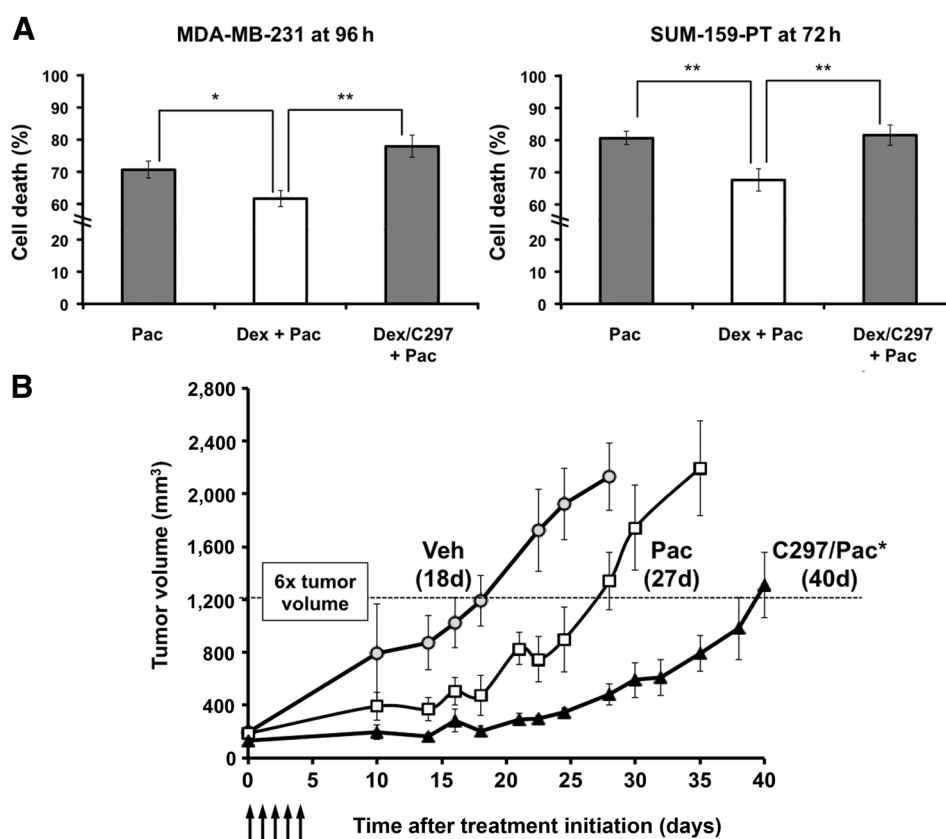 A
MDA-MB-231 at 96 h
Cell death (%)
100
90
80
70
60
20
10
0
*
**
Pac
Dex + Pac
Dex/C297
+ Pac
SUM-159-PT at 72 h
Cell death (%)
100
90
80
70
60
20
10
0
**
**
Pac
Dex + Pac
Dex/C297
+ Pac
B
Tumor volume (mm³)
2,800
2,400
2,000
1,600
1,200
800
400
0
6x tumor
volume
Veh
(18d)
Pac
(27d)
C297/Pac*
(40d)
0 5 10 15 20 25 30 35 40
Time after treatment initiation (days)